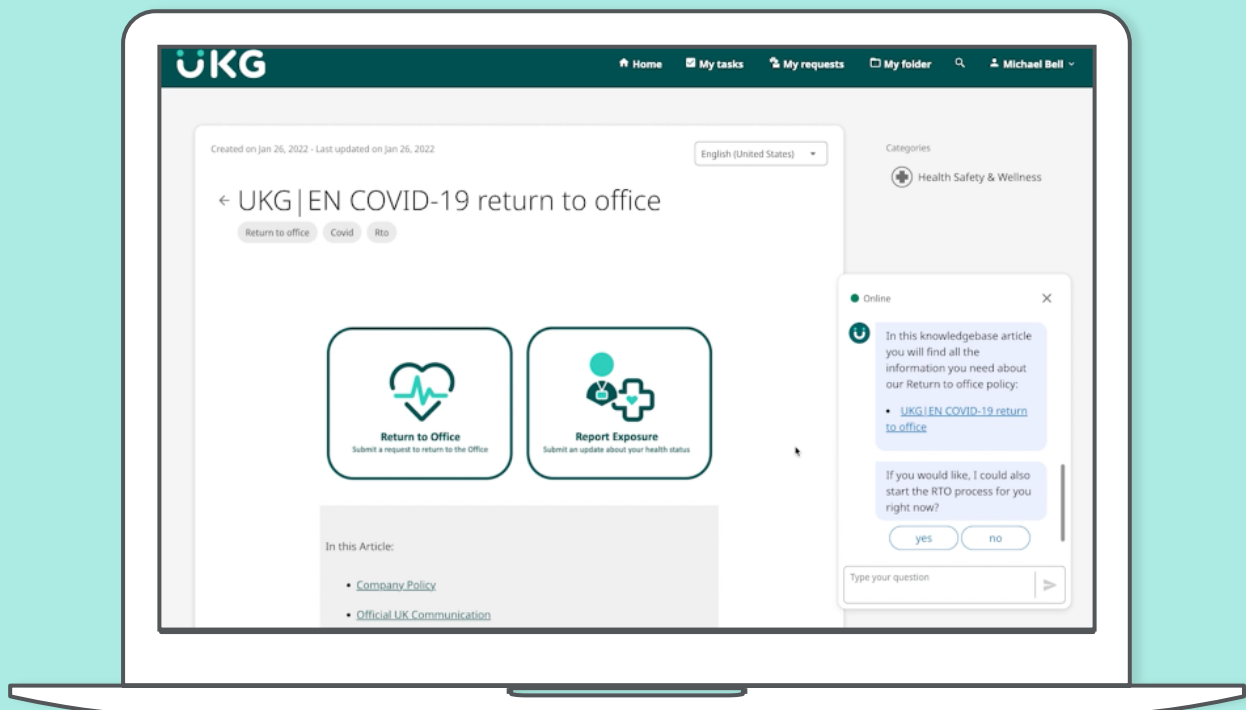 UKG
Home My tasks My requests My folder Michael Bell
Created on Jan 26, 2022 - Last updated on Jan 26, 2022
English (United States)
UKG|EN COVID-19 return to office
Return to office Covid Rto
Categories
Health Safety & Wellness
Return to Office
Submit a request to return to the Office
Report Exposure
Submit an update about your health status
In this Article:
• Company Policy
• Official UK Communication
Online
In this knowledgebase article
you will find all the
information you need about
our Return to office policy:
• UKG|EN COVID-19 return
to office
If you would like, I could also
start the RTO process for you
right now?
yes no
Type your question